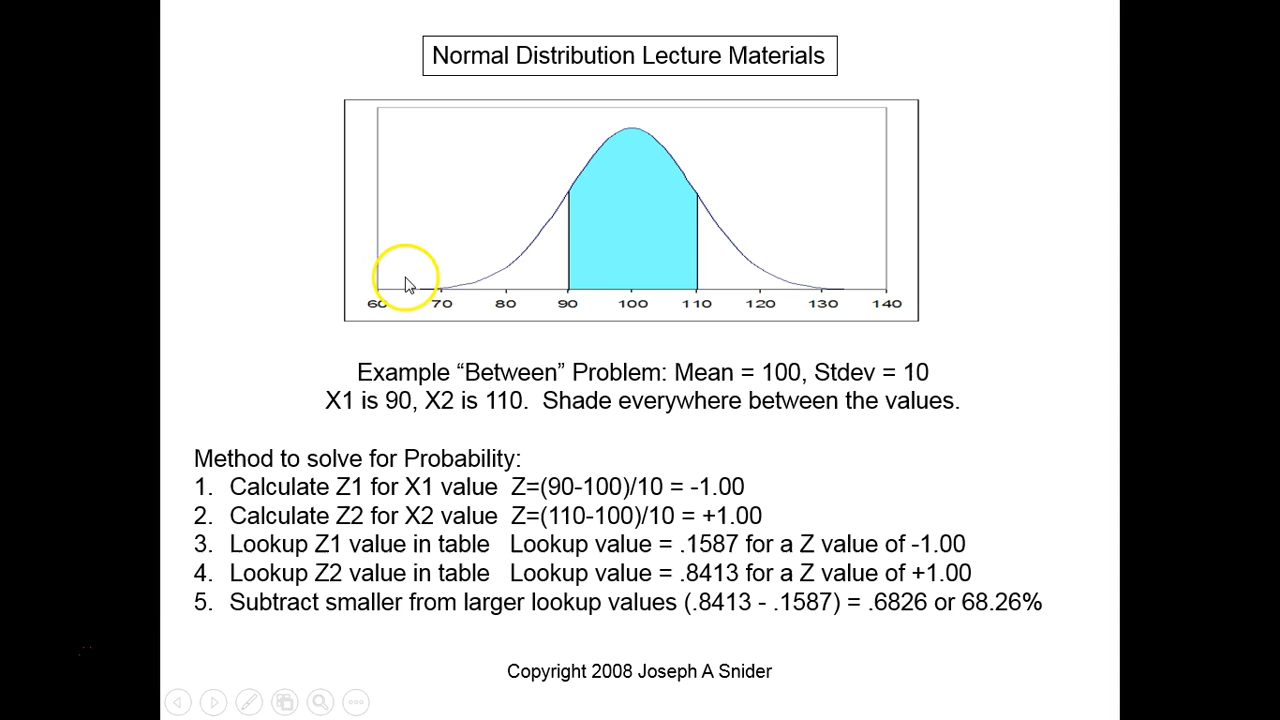 Normal Distribution Lecture Materials
60 70 80 90 100 110 120 130 140
Example “Between” Problem: Mean = 100, Stdev = 10
X1 is 90, X2 is 110.  Shade everywhere between the values.
Method to solve for Probability:
1. Calculate Z1 for X1 value  Z=(90-100)/10 = -1.00
2. Calculate Z2 for X2 value  Z=(110-100)/10 = +1.00
3. Lookup Z1 value in table   Lookup value = .1587 for a Z value of -1.00
4. Lookup Z2 value in table   Lookup value = .8413 for a Z value of +1.00
5. Subtract smaller from larger lookup values (.8413 - .1587) = .6826 or 68.26%
Copyright 2008 Joseph A Snider